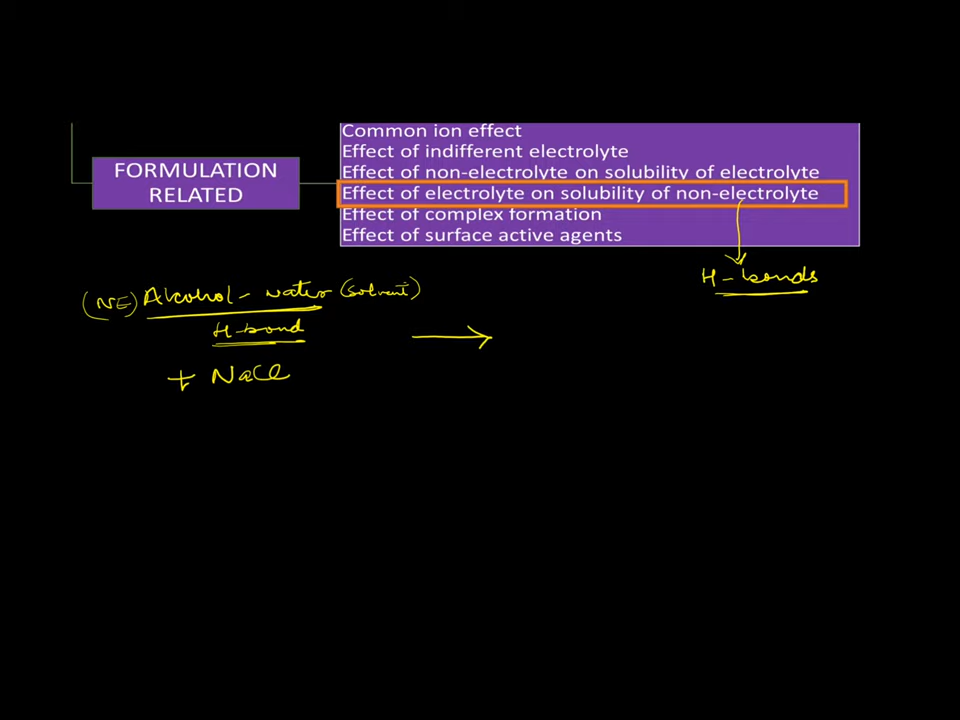 Common ion effect
Effect of indifferent electrolyte
Effect of non-electrolyte on solubility of electrolyte
Effect of electrolyte on solubility of non-electrolyte
Effect of complex formation
Effect of surface active agents
FORMULATION
RELATED
H-bonds
(NE) Alcohol - water (solvent)
H-bond
+ NaCl